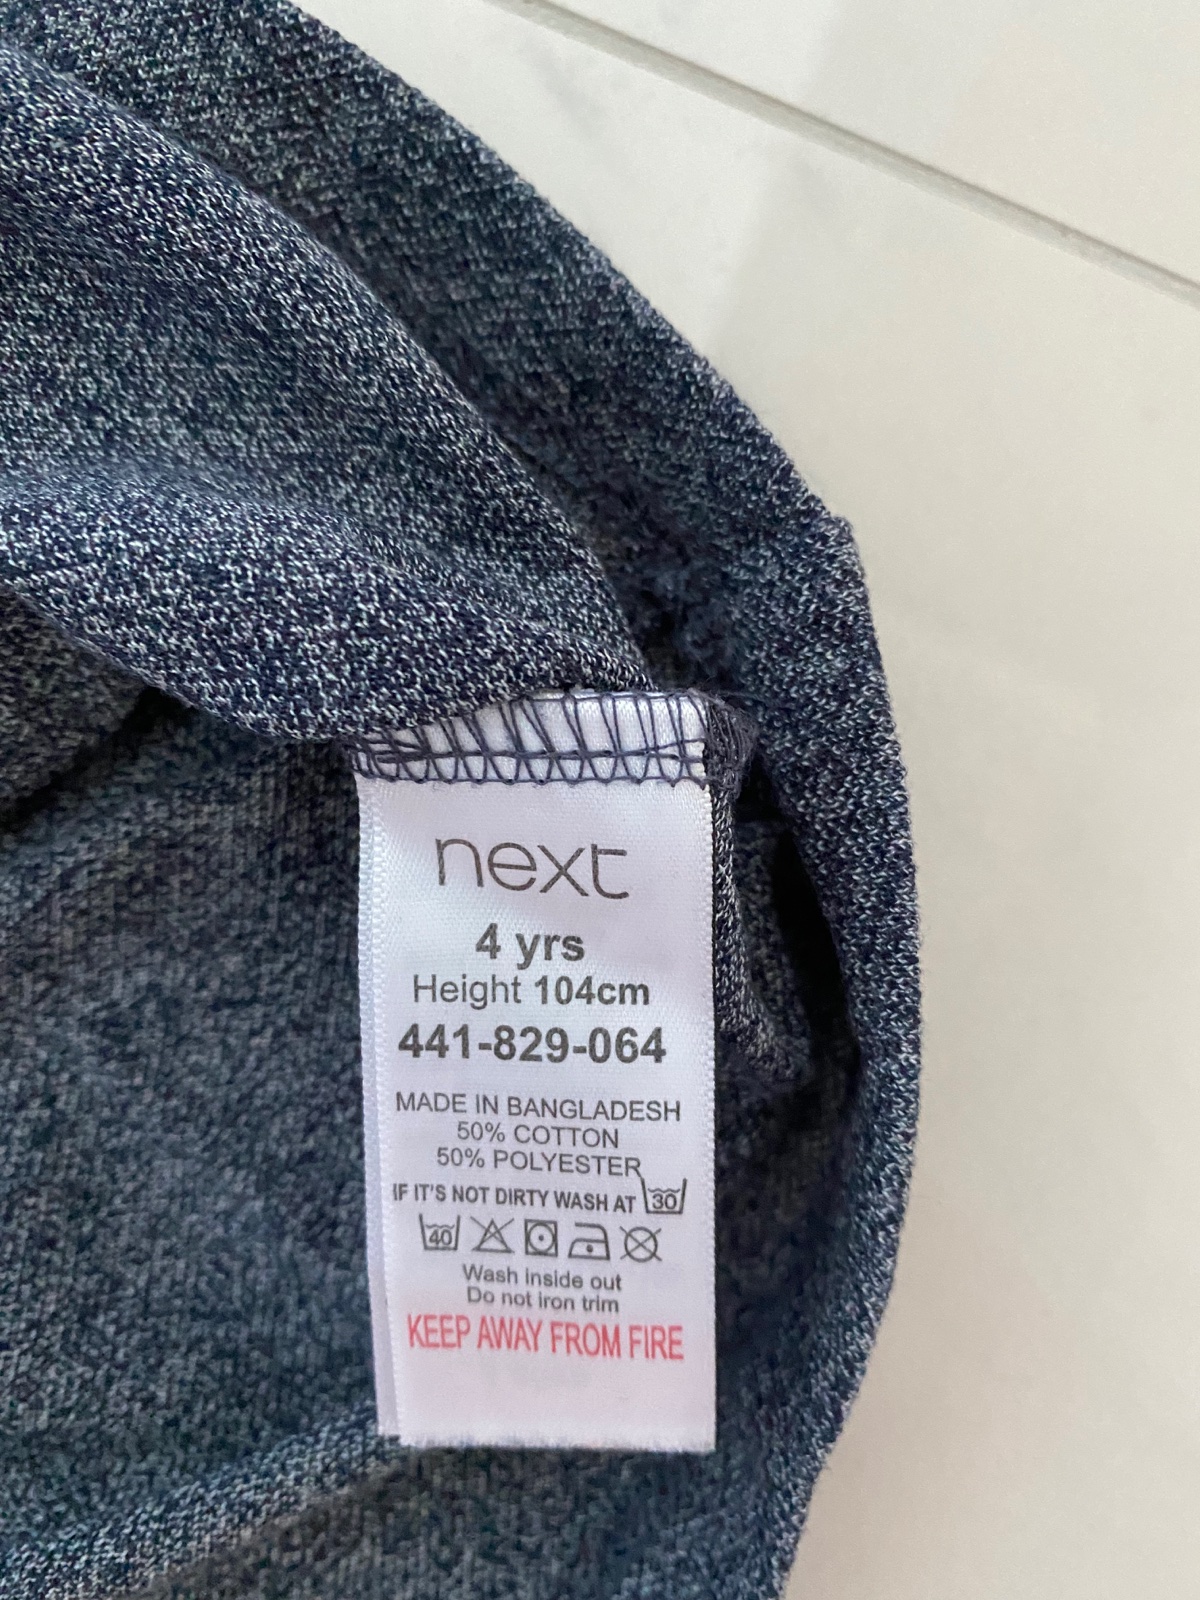 next
4 yrs
Height 104cm
441-829-064
MADE IN BANGLADESH
50% COTTON
50% POLYESTER
IF IT'S NOT DIRTY WASH AT 30
40
Wash inside out
Do not iron trim
KEEP AWAY FROM FIRE